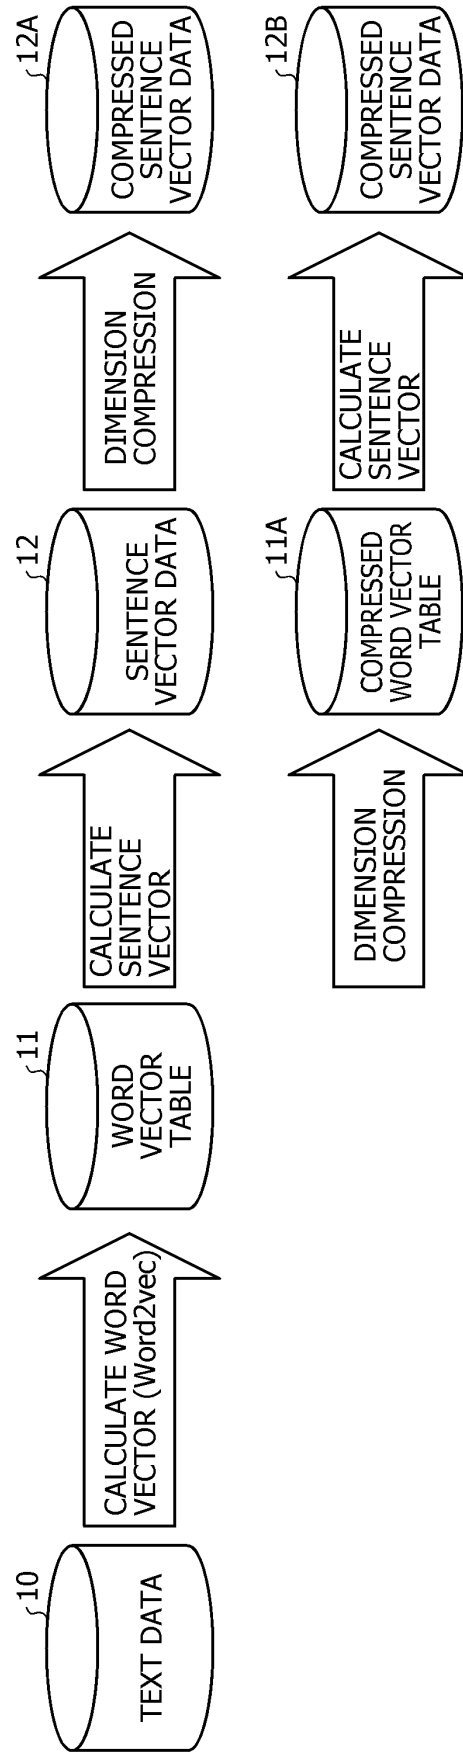 10
TEXT DATA
CALCULATE WORD
VECTOR (Word2vec)
11
WORD
VECTOR
TABLE
CALCULATE
SENTENCE
VECTOR
12
SENTENCE
VECTOR DATA
DIMENSION
COMPRESSION
12A
COMPRESSED
SENTENCE
VECTOR DATA
DIMENSION
COMPRESSION
11A
COMPRESSED
WORD VECTOR
TABLE
CALCULATE
SENTENCE
VECTOR
12B
COMPRESSED
SENTENCE
VECTOR DATA